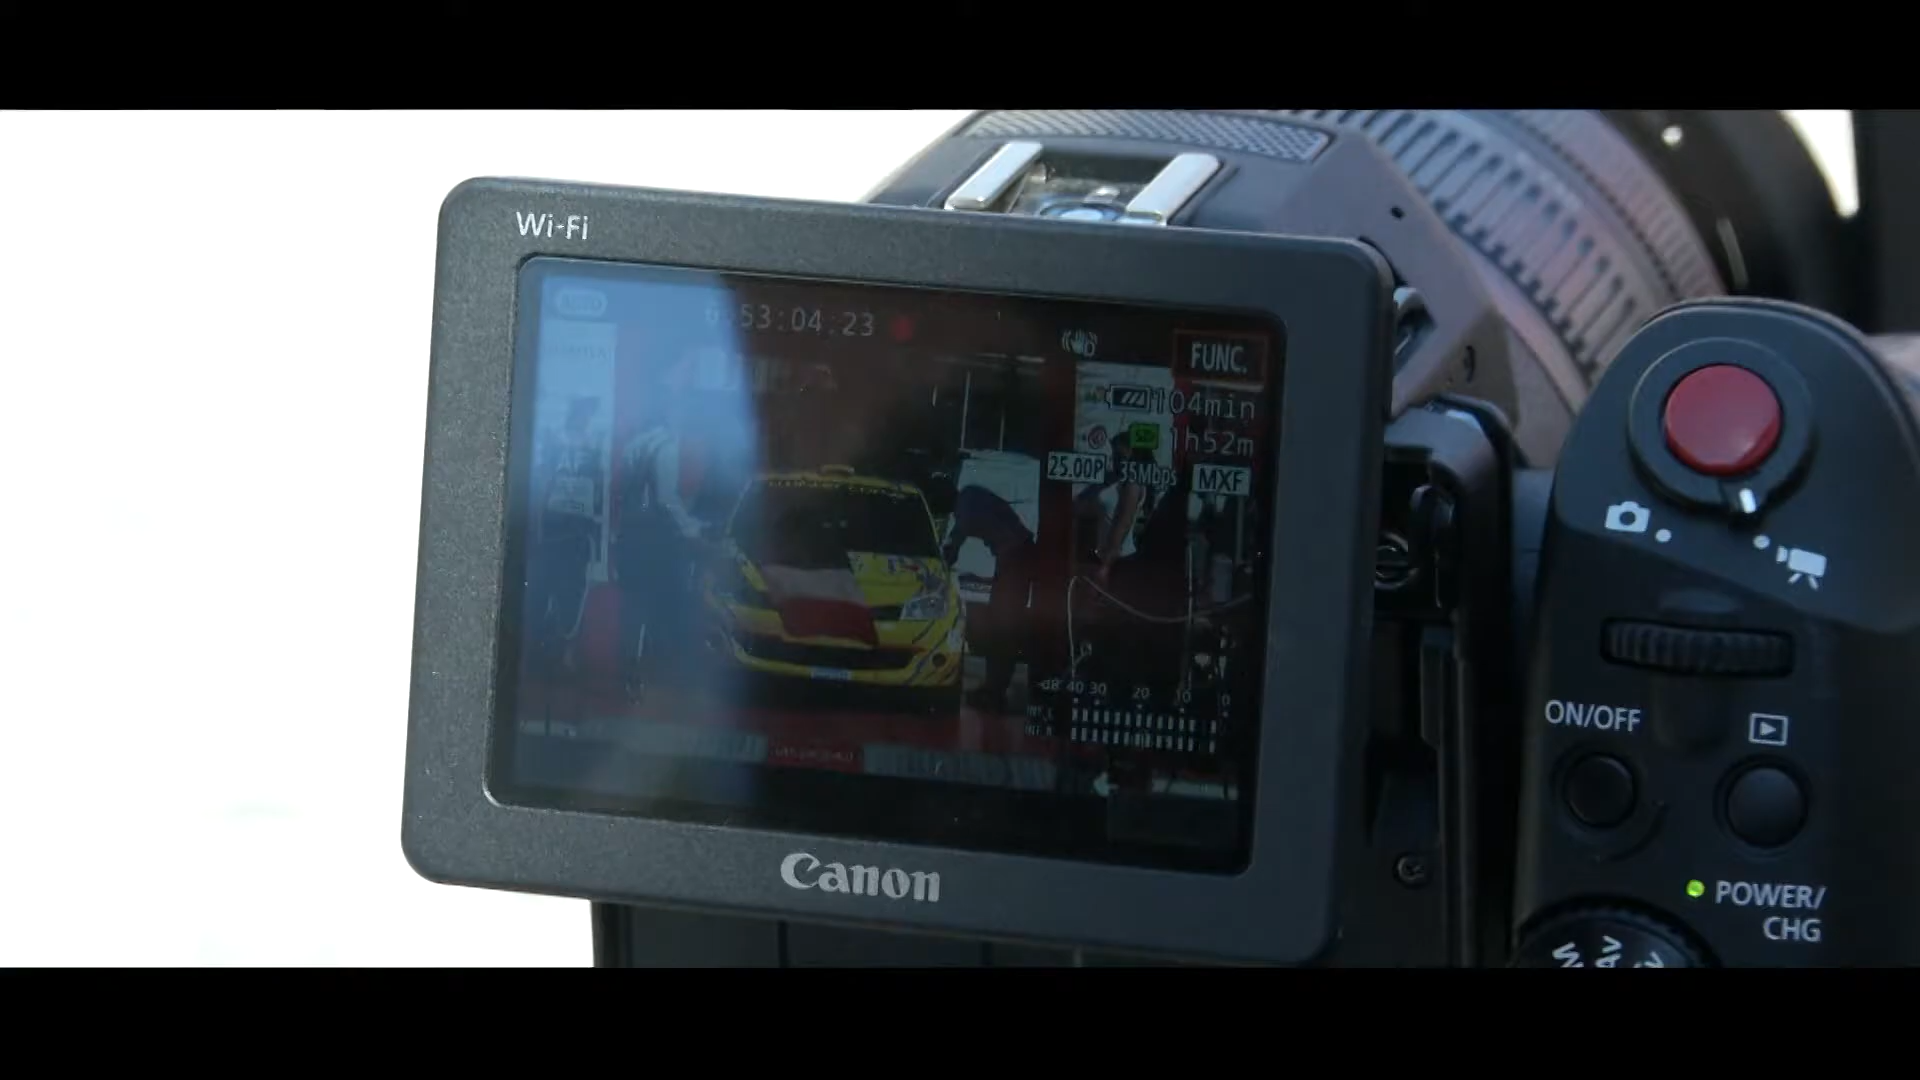 Wi-Fi
53:04:23
FUNC.
104min
1h52m
25.00P 35Mbps MXF
dB 40 30 20 10 0
Canon
ON/OFF
POWER/
CHG
M AV